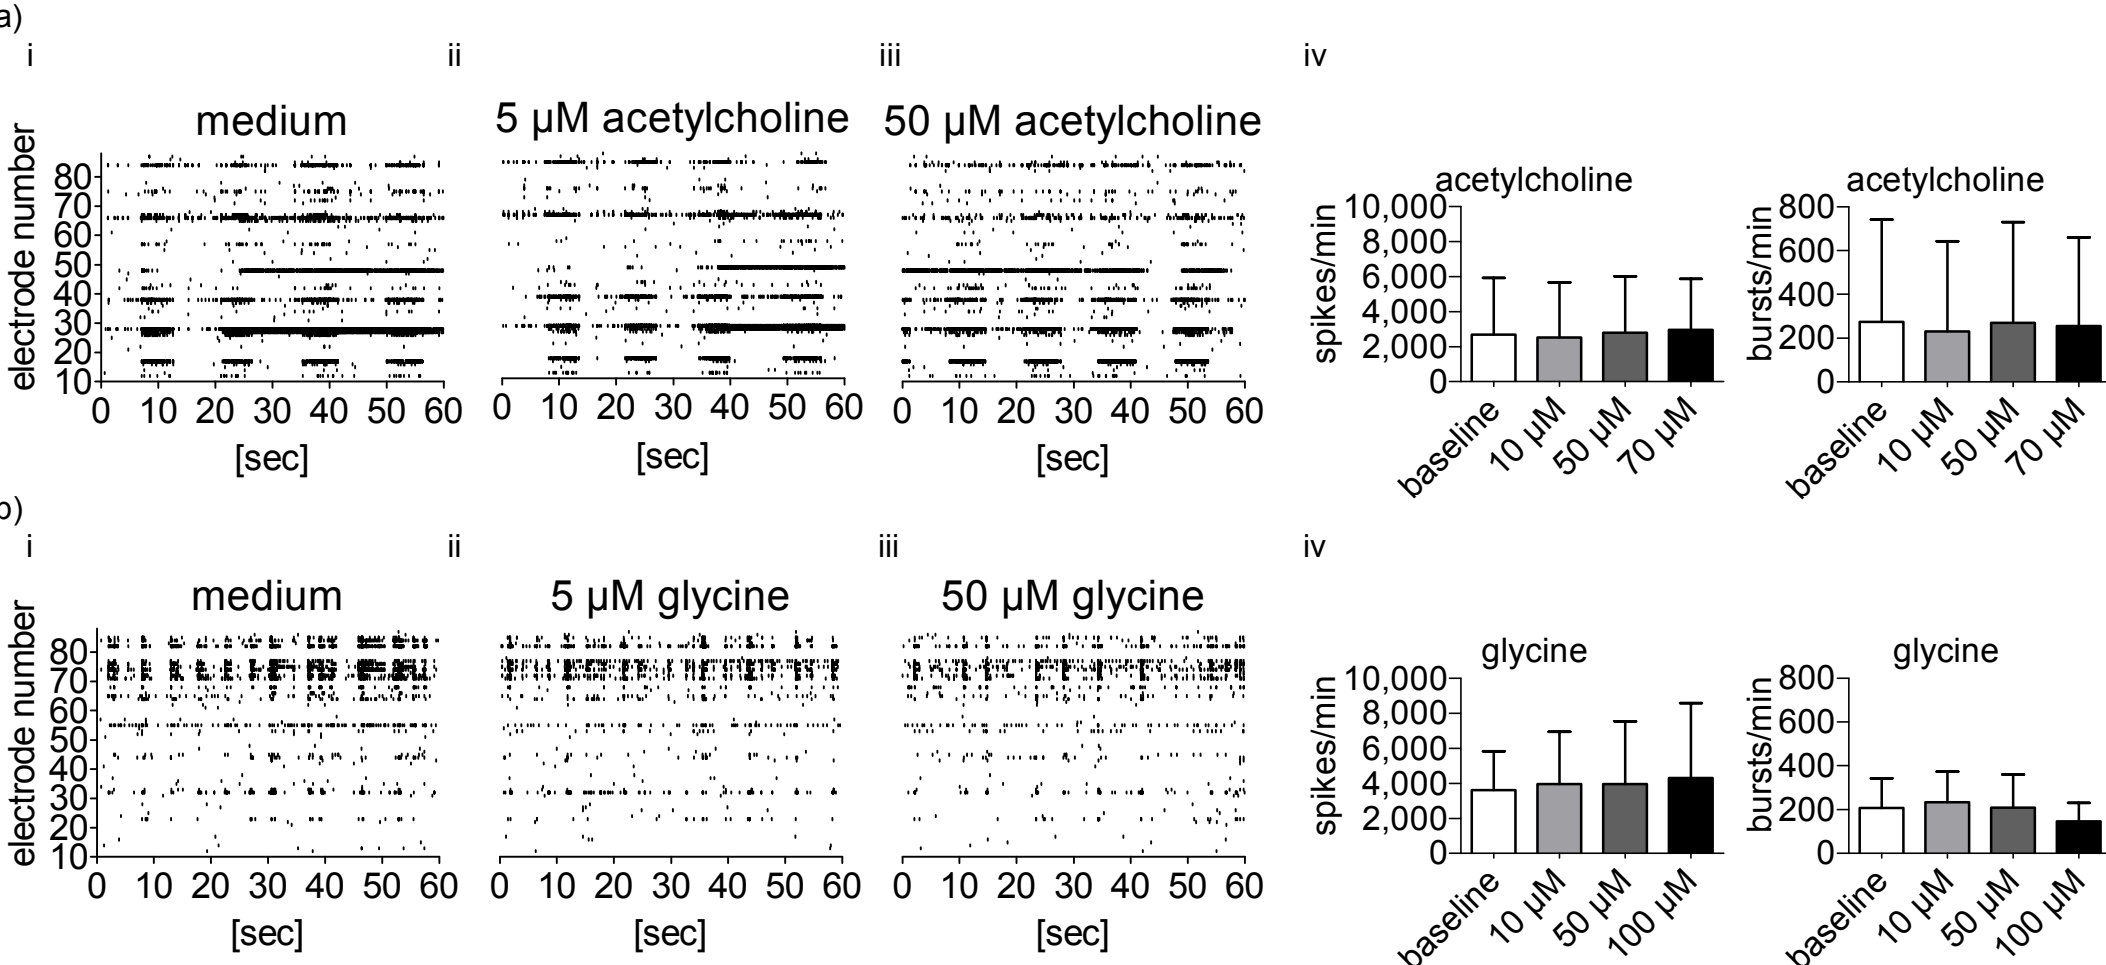 a)
i ii iii iv
medium
5 µM acetylcholine
50 µM acetylcholine
electrode number
80
70
60
50
40
30
20
10
0 10 20 30 40 50 60
[sec]
0 10 20 30 40 50 60
[sec]
0 10 20 30 40 50 60
[sec]
acetylcholine
spikes/min
10,000
8,000
6,000
4,000
2,000
0
baseline 10 µM 50 µM 70 µM
acetylcholine
bursts/min
800
600
400
200
0
baseline 10 µM 50 µM 70 µM
b)
i ii iii iv
medium
5 µM glycine
50 µM glycine
electrode number
80
70
60
50
40
30
20
10
0 10 20 30 40 50 60
[sec]
0 10 20 30 40 50 60
[sec]
0 10 20 30 40 50 60
[sec]
glycine
spikes/min
10,000
8,000
6,000
4,000
2,000
0
baseline 10 µM 50 µM 100 µM
glycine
bursts/min
800
600
400
200
0
baseline 10 µM 50 µM 100 µM